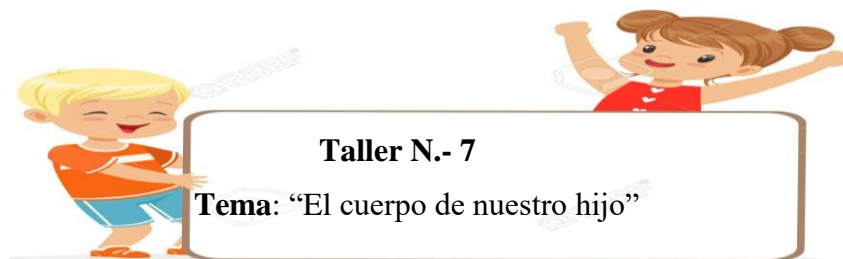 Taller N.- 7
Tema: “El cuerpo de nuestro hijo”